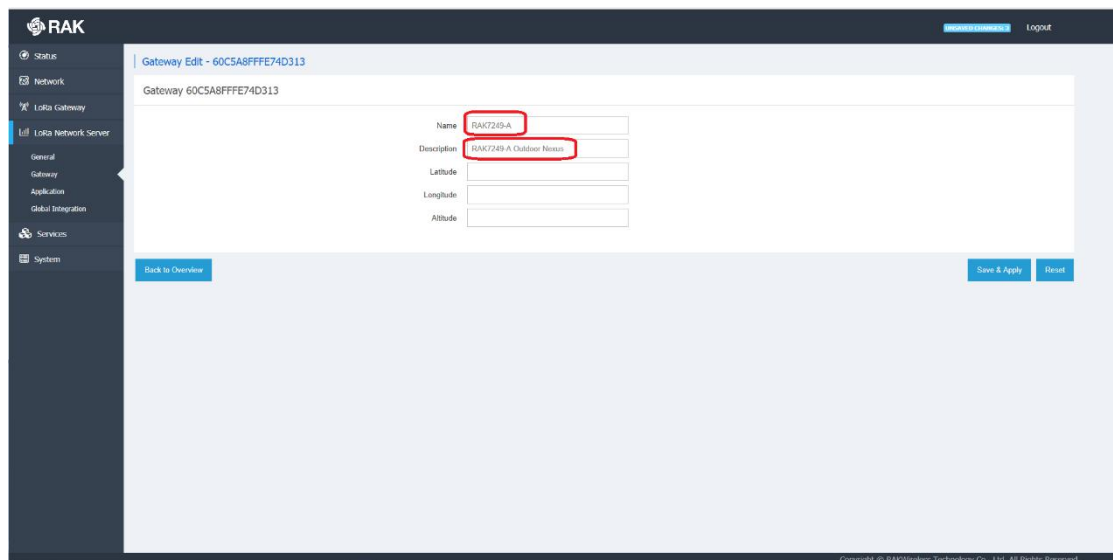 RAK
UNSAVED CHANGES: 3 Logout
Status
Network
LoRa Gateway
LoRa Network Server
General
Gateway
Application
Global Integration
Services
System
Gateway Edit - 60C5A8FFFE74D313
Gateway 60C5A8FFFE74D313
Name RAK7249-A
Description RAK7249-A Outdoor Nexus
Latitude
Longitude
Altitude
Back to Overview Save & Apply Reset
Copyright © RAKWireless Technology Co., Ltd. All Rights Reserved.